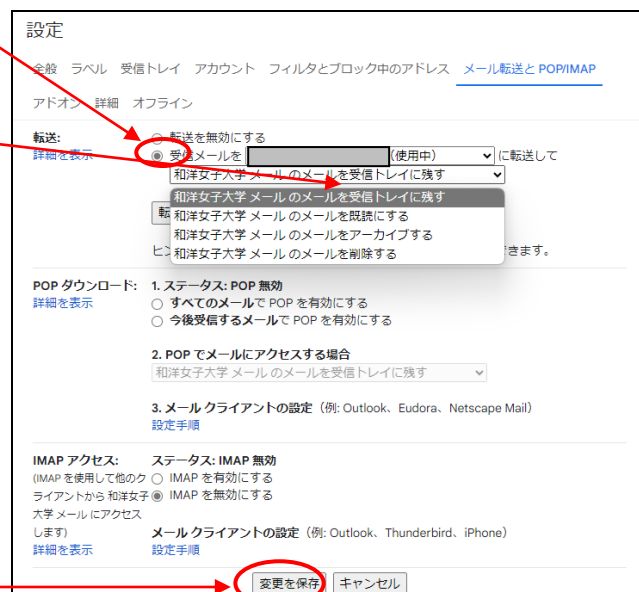 設定
全般 ラベル 受信トレイ アカウント フィルタとブロック中のアドレス メール転送と POP/IMAP
アドオン 詳細 オフライン
転送:
詳細を表示
転送を無効にする
受信メールを (使用中) に転送して
和洋女子大学 メール のメールを受信トレイに残す
和洋女子大学 メール のメールを受信トレイに残す
和洋女子大学 メール のメールを既読にする
和洋女子大学 メール のメールをアーカイブする
和洋女子大学 メール のメールを削除する
転
ヒン
きます。
POP ダウンロード:
詳細を表示
1. ステータス: POP 無効
すべてのメールで POP を有効にする
今後受信するメールで POP を有効にする
2. POP でメールにアクセスする場合
和洋女子大学 メール のメールを受信トレイに残す
3. メール クライアントの設定（例: Outlook、Eudora、Netscape Mail）
設定手順
IMAP アクセス:
(IMAP を使用して他のク
ライアントから 和洋女子
大学 メール にアクセス
します)
詳細を表示
ステータス: IMAP 無効
IMAP を有効にする
IMAP を無効にする
メール クライアントの設定（例: Outlook、Thunderbird、iPhone）
設定手順
変更を保存 キャンセル